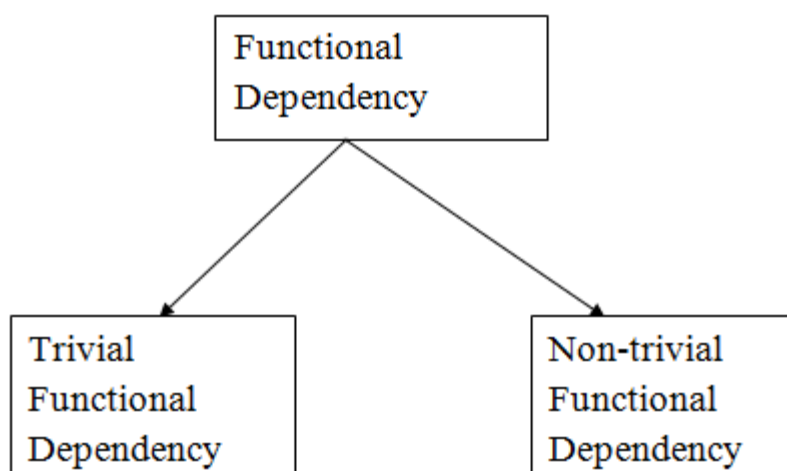 Functional
Dependency
Trivial
Functional
Dependency
Non-trivial
Functional
Dependency